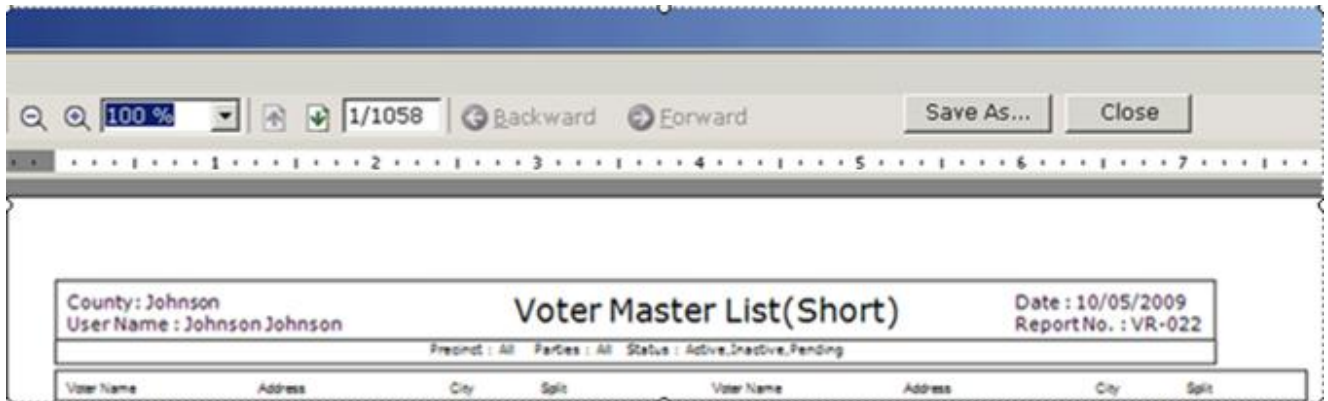 100 % 1/1058 Backward Forward Save As... Close
1 2 3 4 5 6 7
County: Johnson
User Name : Johnson Johnson
Voter Master List(Short)
Date : 10/05/2009
Report No. : VR-022
Precinct : All Parties : All Status : Active,Inactive,Pending
Voter Name Address City Split Voter Name Address City Split